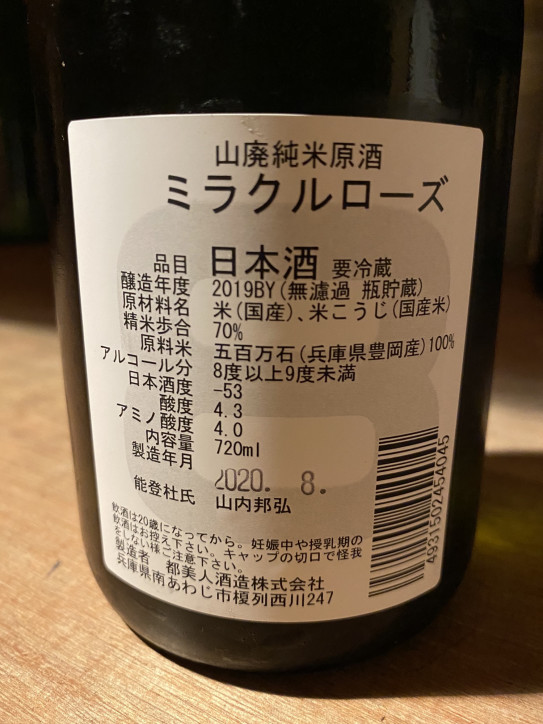 山廃純米原酒
ミラクルローズ
品目 日本酒 要冷蔵
醸造年度 2019BY(無濾過 瓶貯蔵)
原材料名 米(国産)、米こうじ(国産米)
精米歩合 70%
原料米 五百万石(兵庫県豊岡産)100%
アルコール分 8度以上9度未満
日本酒度 -53
酸度 4.3
アミノ酸度 4.0
内容量 720ml
製造年月 2020. 8.
能登杜氏 山内邦弘
飲酒は20歳になってから。妊娠中や授乳期の
飲酒はお控え下さい。キャップの切口で怪我
をしない様ご注意下さい。
製造者 都美人酒造株式会社
兵庫県南あわじ市榎列西川247
4937502454045